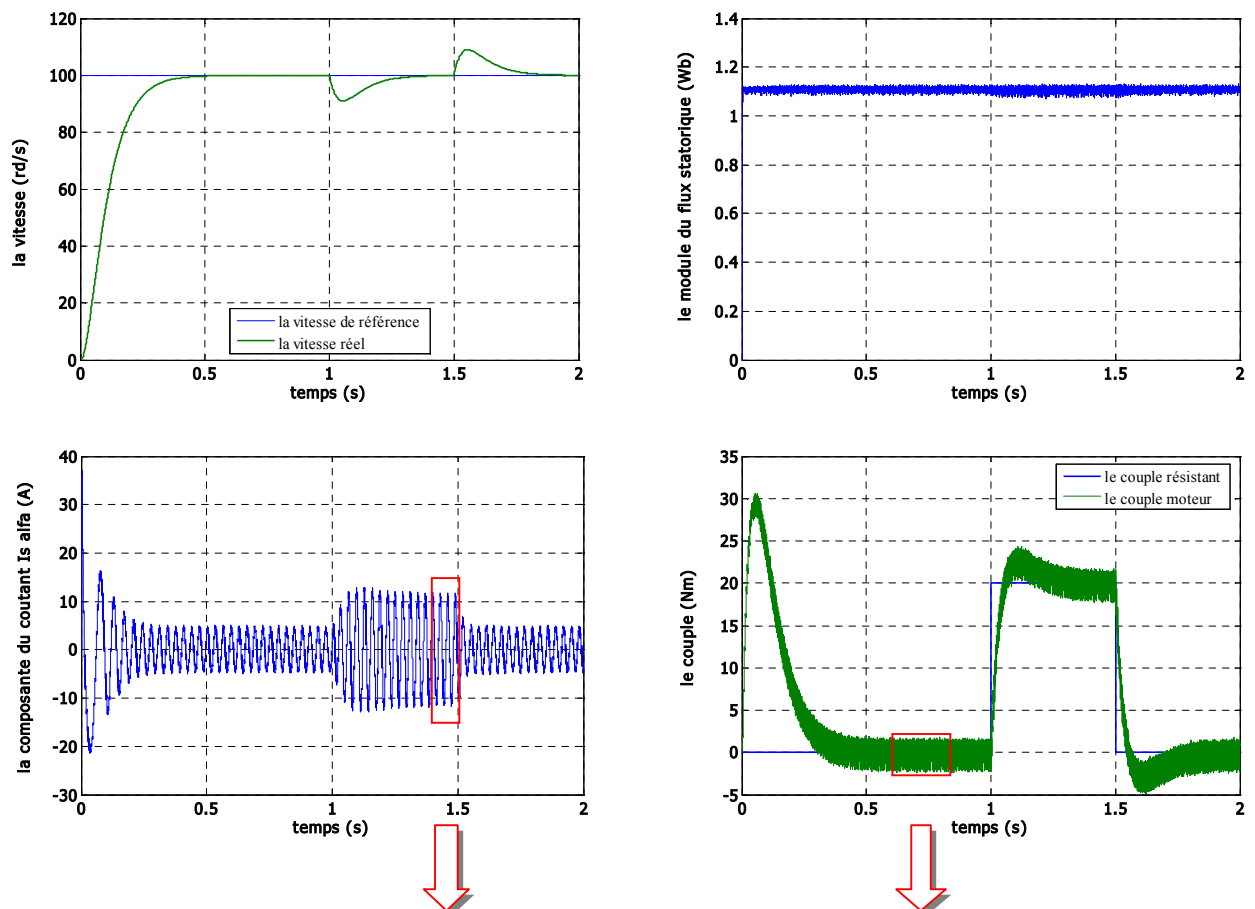 la vitesse (rd/s)
120
100
80
60
40
20
0
la vitesse de référence
la vitesse réel
0 0.5 1 1.5 2
temps (s)
le module du flux statorique (Wb)
1.4
1.2
1
0.8
0.6
0.4
0.2
0
0 0.5 1 1.5 2
temps (s)
la composante du coutant Is alfa (A)
40
30
20
10
0
-10
-20
-30
0 0.5 1 1.5 2
temps (s)
le couple (Nm)
35
30
25
20
15
10
5
0
-5
le couple résistant
le couple moteur
0 0.5 1 1.5 2
temps (s)